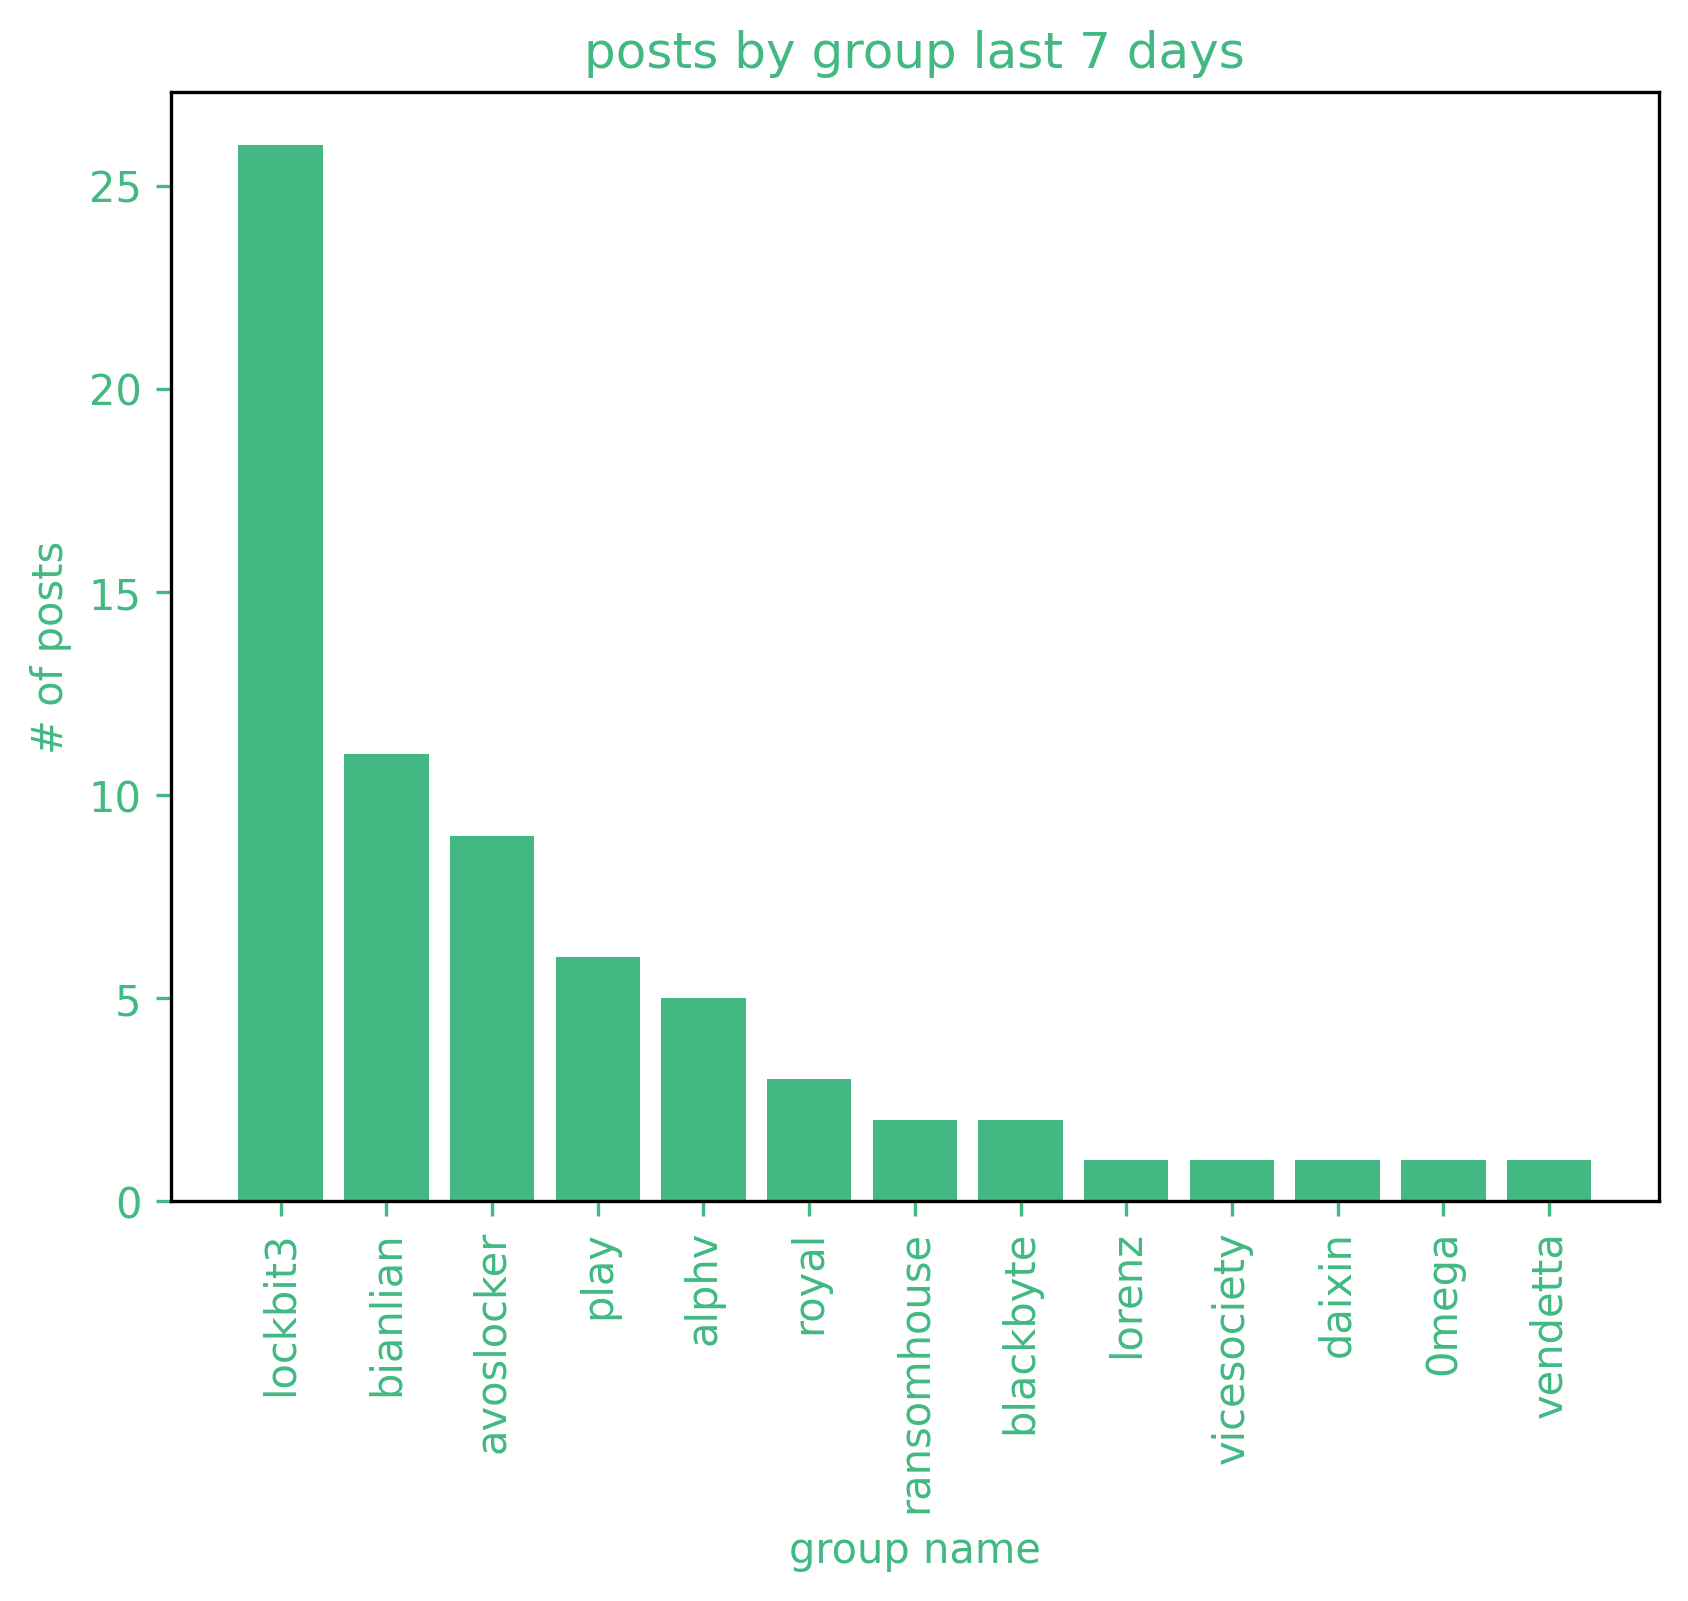 posts by group last 7 days
# of posts
25
20
15
10
5
0
lockbit3
bianlian
avoslocker
play
alphv
royal
ransomhouse
blackbyte
lorenz
vicesociety
daixin
0mega
vendetta
group name